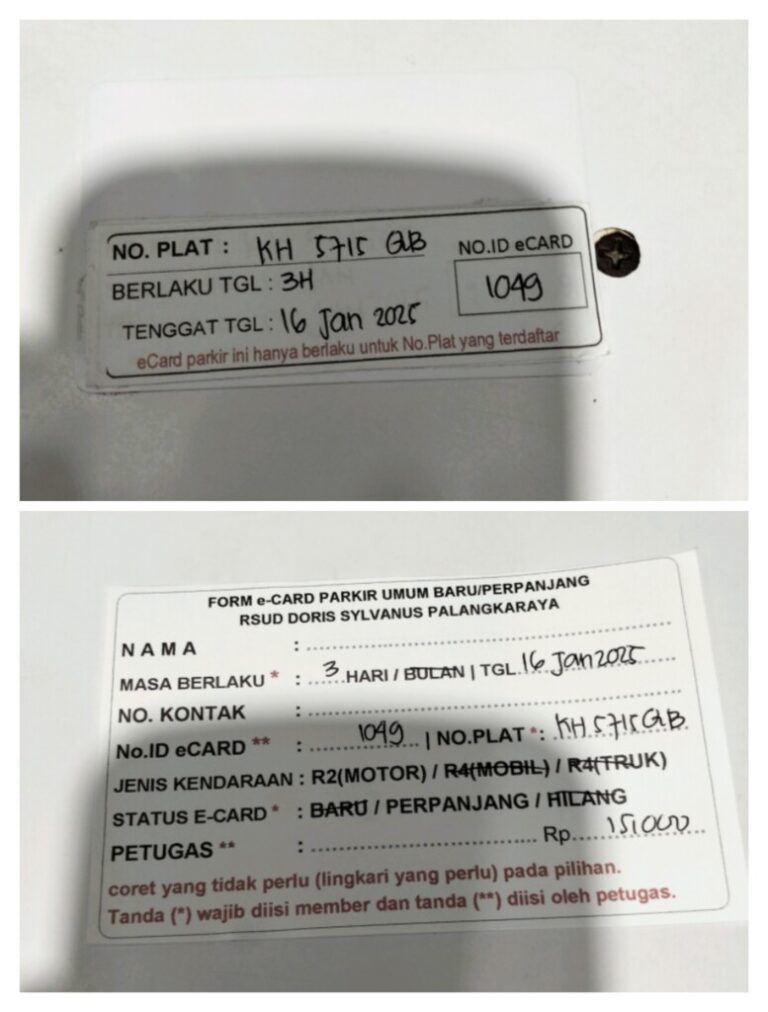 NO. PLAT : KH 5715 QLB
NO.ID eCARD
BERLAKU TGL : 3H
1049
TENGGAT TGL : 16 Jan 2025
eCard parkir ini hanya berlaku untuk No.Plat yang terdaftar
FORM e-CARD PARKIR UMUM BARU/PERPANJANG
RSUD DORIS SYLVANUS PALANGKARAYA
NAMA :
MASA BERLAKU * : 3 HARI / BULAN | TGL 16 Jan 2025
NO. KONTAK :
No.ID eCARD ** : 1049 | NO.PLAT *: KH 5715 QLB
JENIS KENDARAAN : R2(MOTOR) / R4(MOBIL) / R4(TRUK)
STATUS E-CARD * : BARU / PERPANJANG / HILANG
PETUGAS ** : Rp. 15,000
coret yang tidak perlu (lingkari yang perlu) pada pilihan.
Tanda (*) wajib diisi member dan tanda (**) diisi oleh petugas.